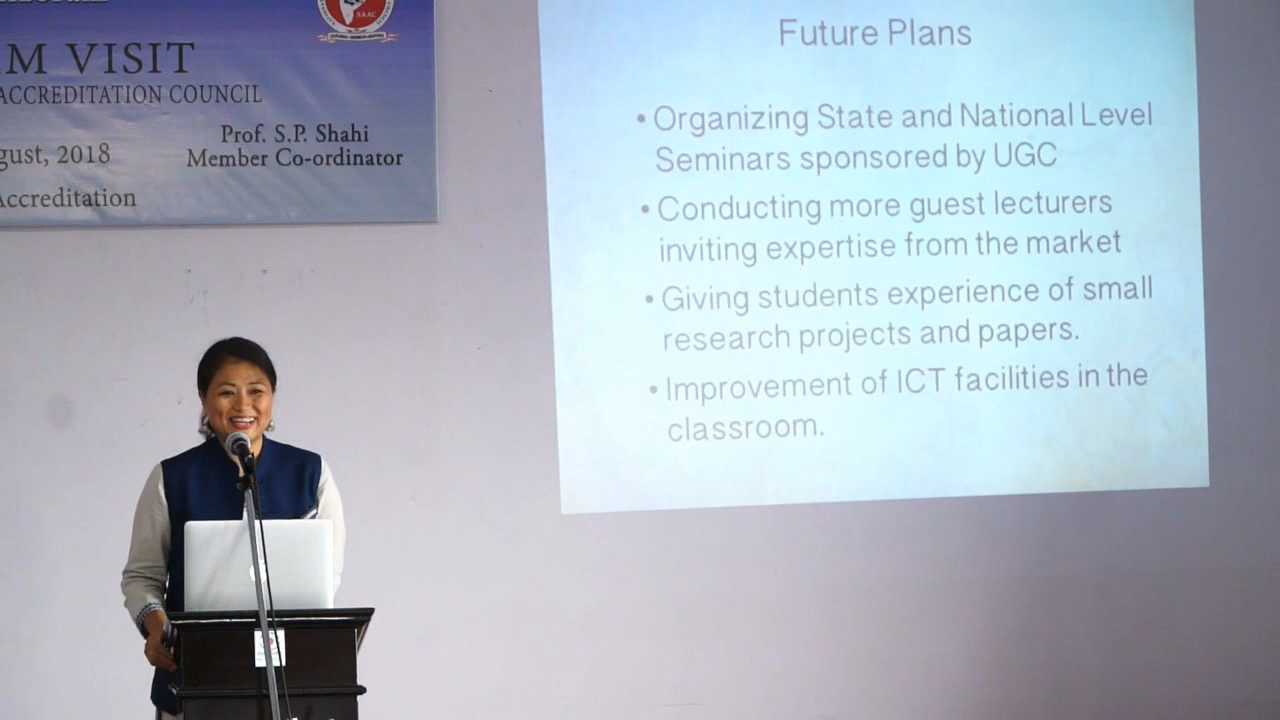 M VISIT
ACCREDITATION COUNCIL
gust, 2018
Prof. S.P. Shahi
Member Co-ordinator
Accreditation
NAAC
Future Plans
• Organizing State and National Level
Seminars sponsored by UGC
• Conducting more guest lecturers
inviting expertise from the market
• Giving students experience of small
research projects and papers.
• Improvement of ICT facilities in the
classroom.